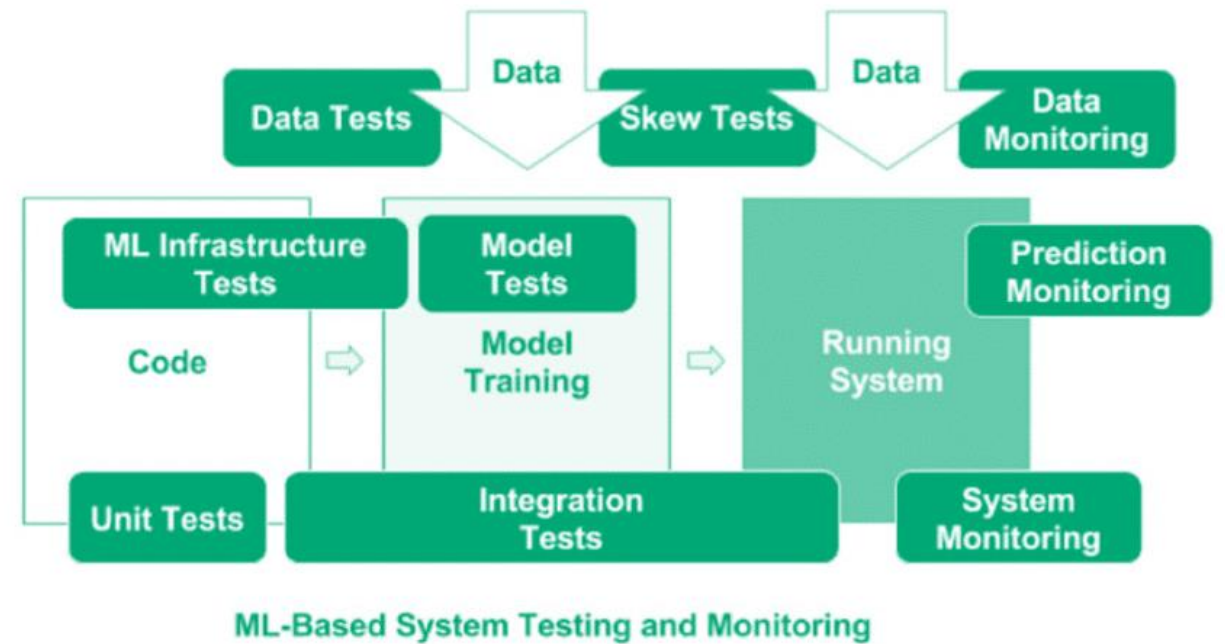 Data
Data
Data Tests
Skew Tests
Data
Monitoring
ML Infrastructure
Tests
Model
Tests
Prediction
Monitoring
Code
Model
Training
Running
System
Unit Tests
Integration
Tests
System
Monitoring
ML-Based System Testing and Monitoring